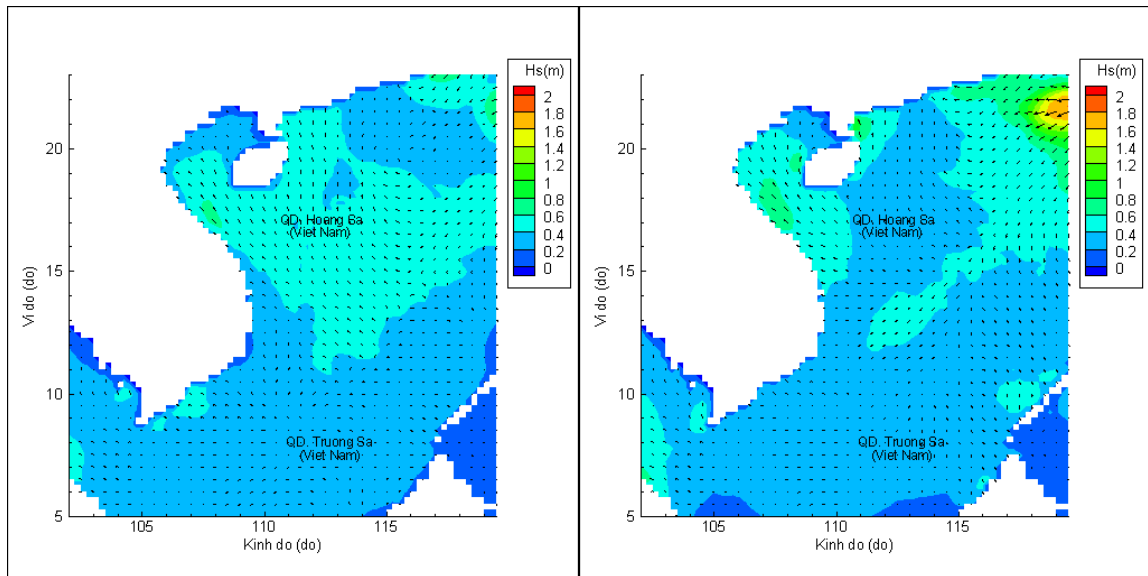 Hs(m)
2
1.8
1.6
1.4
1.2
1
0.8
0.6
0.4
0.2
0
20
15
10
5
Vi do (do)
QD. Hoang Sa
(Viet Nam)
QD. Truong Sa
(Viet Nam)
105
110
115
Kinh do (do)
Hs(m)
2
1.8
1.6
1.4
1.2
1
0.8
0.6
0.4
0.2
0
20
15
10
5
Vi do (do)
QD. Hoang Sa
(Viet Nam)
QD. Truong Sa
(Viet Nam)
105
110
115
Kinh do (do)